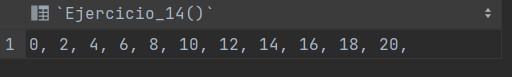 `Ejercicio_14()`
1 0, 2, 4, 6, 8, 10, 12, 14, 16, 18, 20,